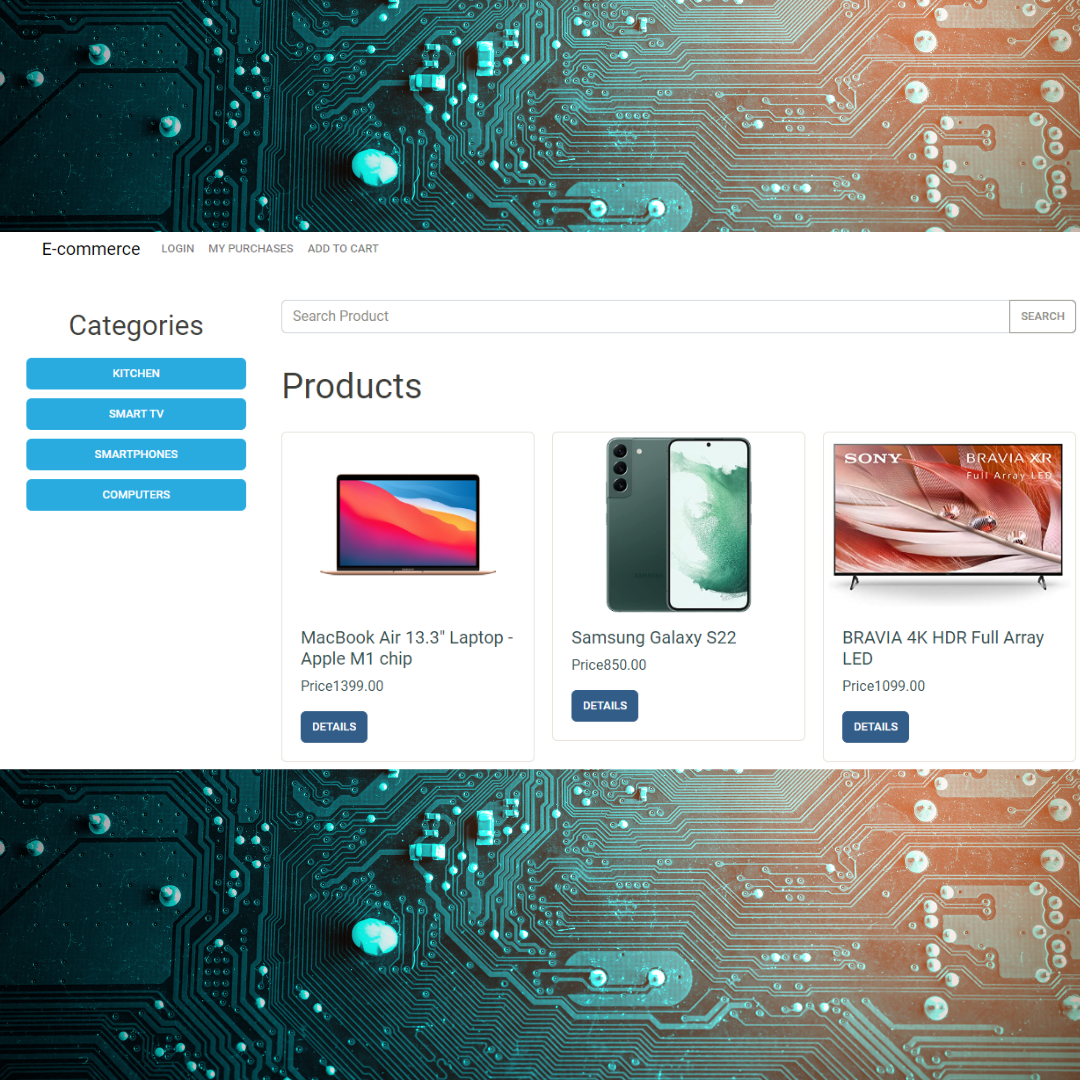 E-commerce LOGIN MY PURCHASES ADD TO CART
Categories
KITCHEN
SMART TV
SMARTPHONES
COMPUTERS
Search Product SEARCH
Products
MacBook Air 13.3" Laptop -
Apple M1 chip
Price1399.00
DETAILS
Samsung Galaxy S22
Price850.00
DETAILS
SONY BRAVIA XR
Full Array LED
BRAVIA 4K HDR Full Array
LED
Price1099.00
DETAILS